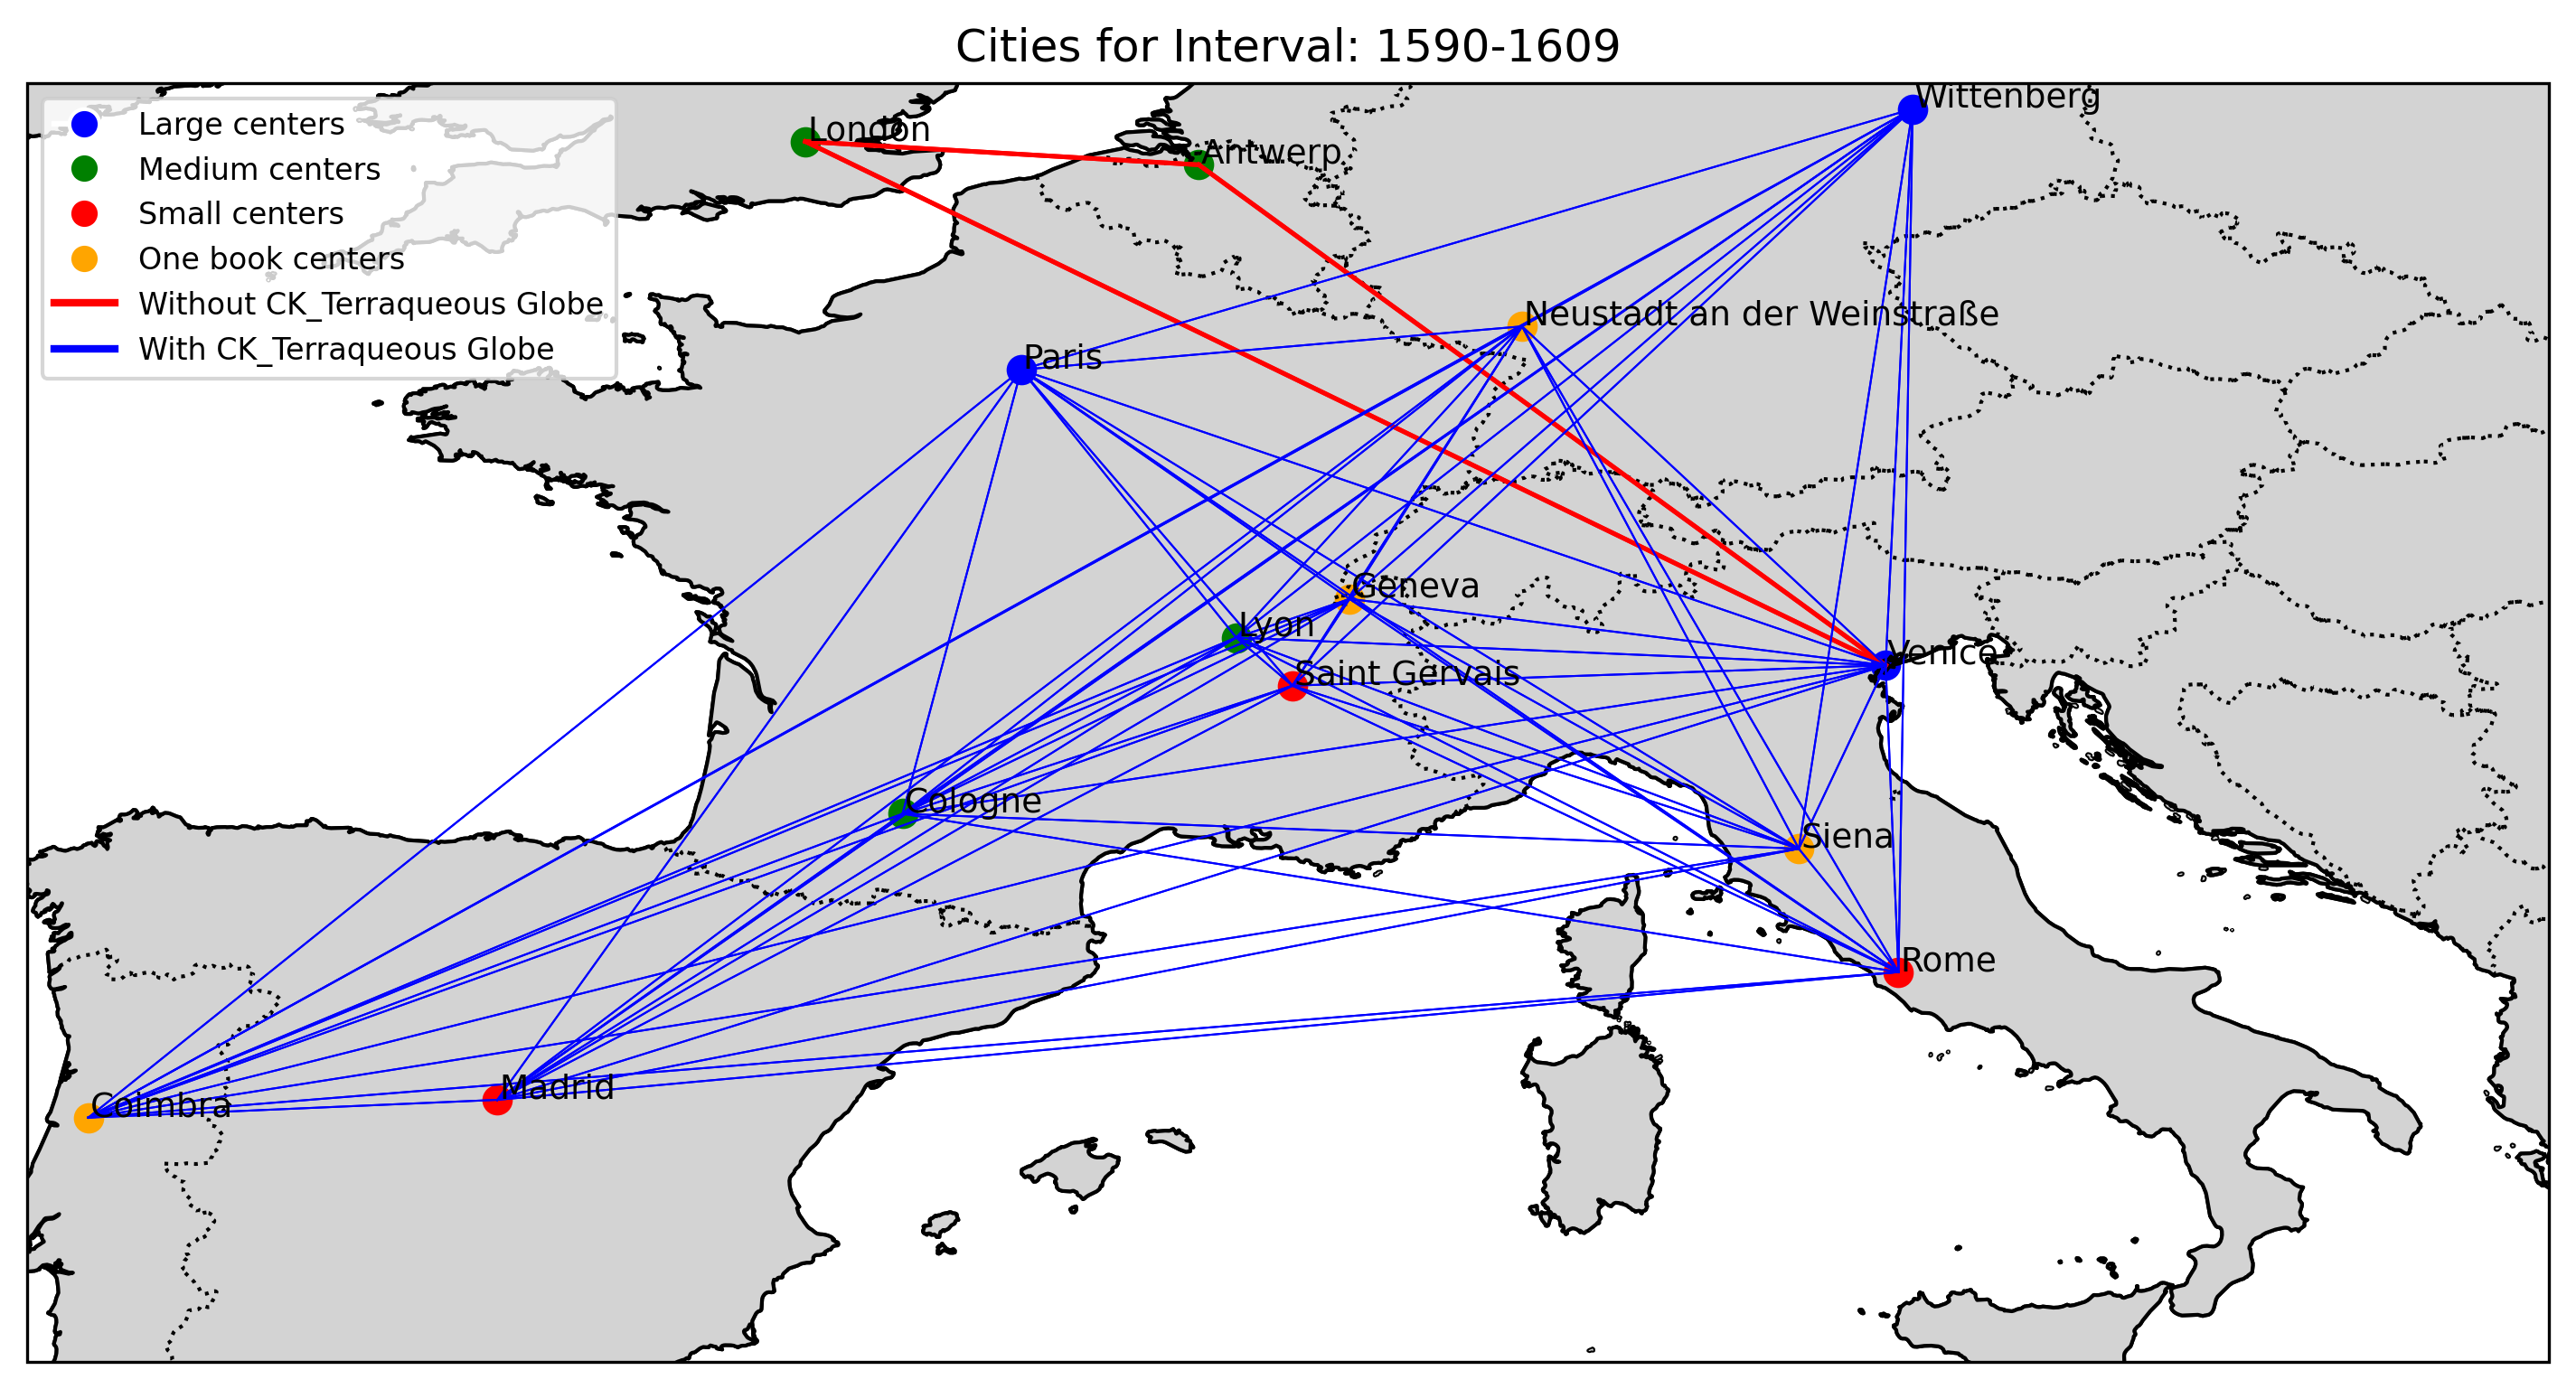 Cities for Interval: 1590-1609
Large centers
Medium centers
Small centers
One book centers
Without CK_Terraqueous Globe
With CK_Terraqueous Globe
Wittenberg
London
Antwerp
Neustadt an der Weinstraße
Paris
Geneva
Lyon
Venice
Saint Gervais
Cologne
Siena
Rome
Madrid
Coimbra